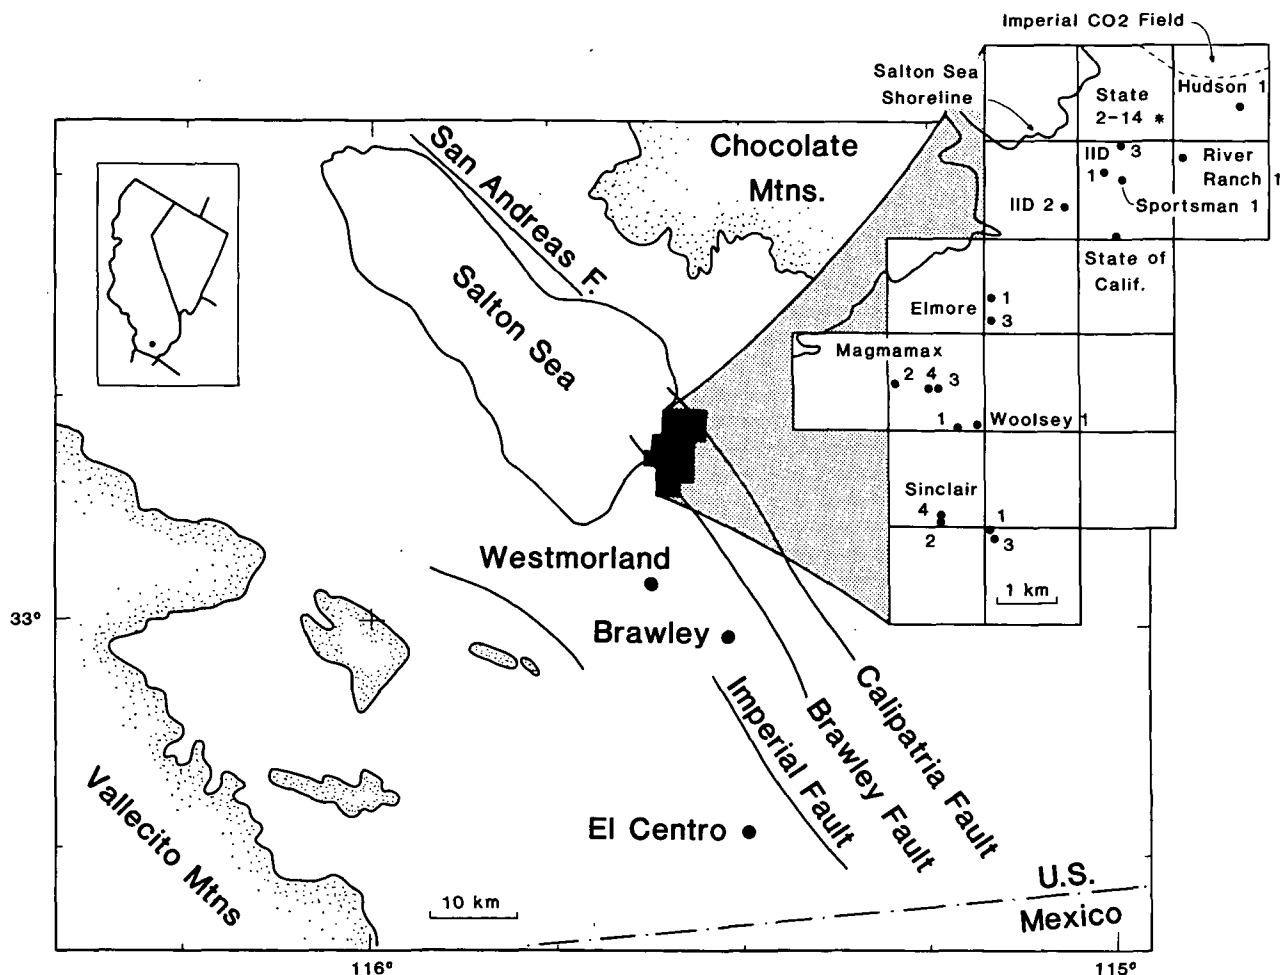 Imperial CO2 Field
Salton Sea
Shoreline
State
2-14 *
Hudson 1
IID
3
1
River
Ranch 1
Sportsman 1
IID 2
State of
Calif.
Elmore
1
3
Magmamax
2 4 3
1
Woolsey 1
Sinclair
4
1
2
3
1 km
Chocolate
Mtns.
San Andreas F.
Salton Sea
Westmorland
Brawley
33°
Imperial Fault
Brawley Fault
Calipatria Fault
El Centro
Vallecito Mtns
10 km
U.S.
Mexico
116°
115°